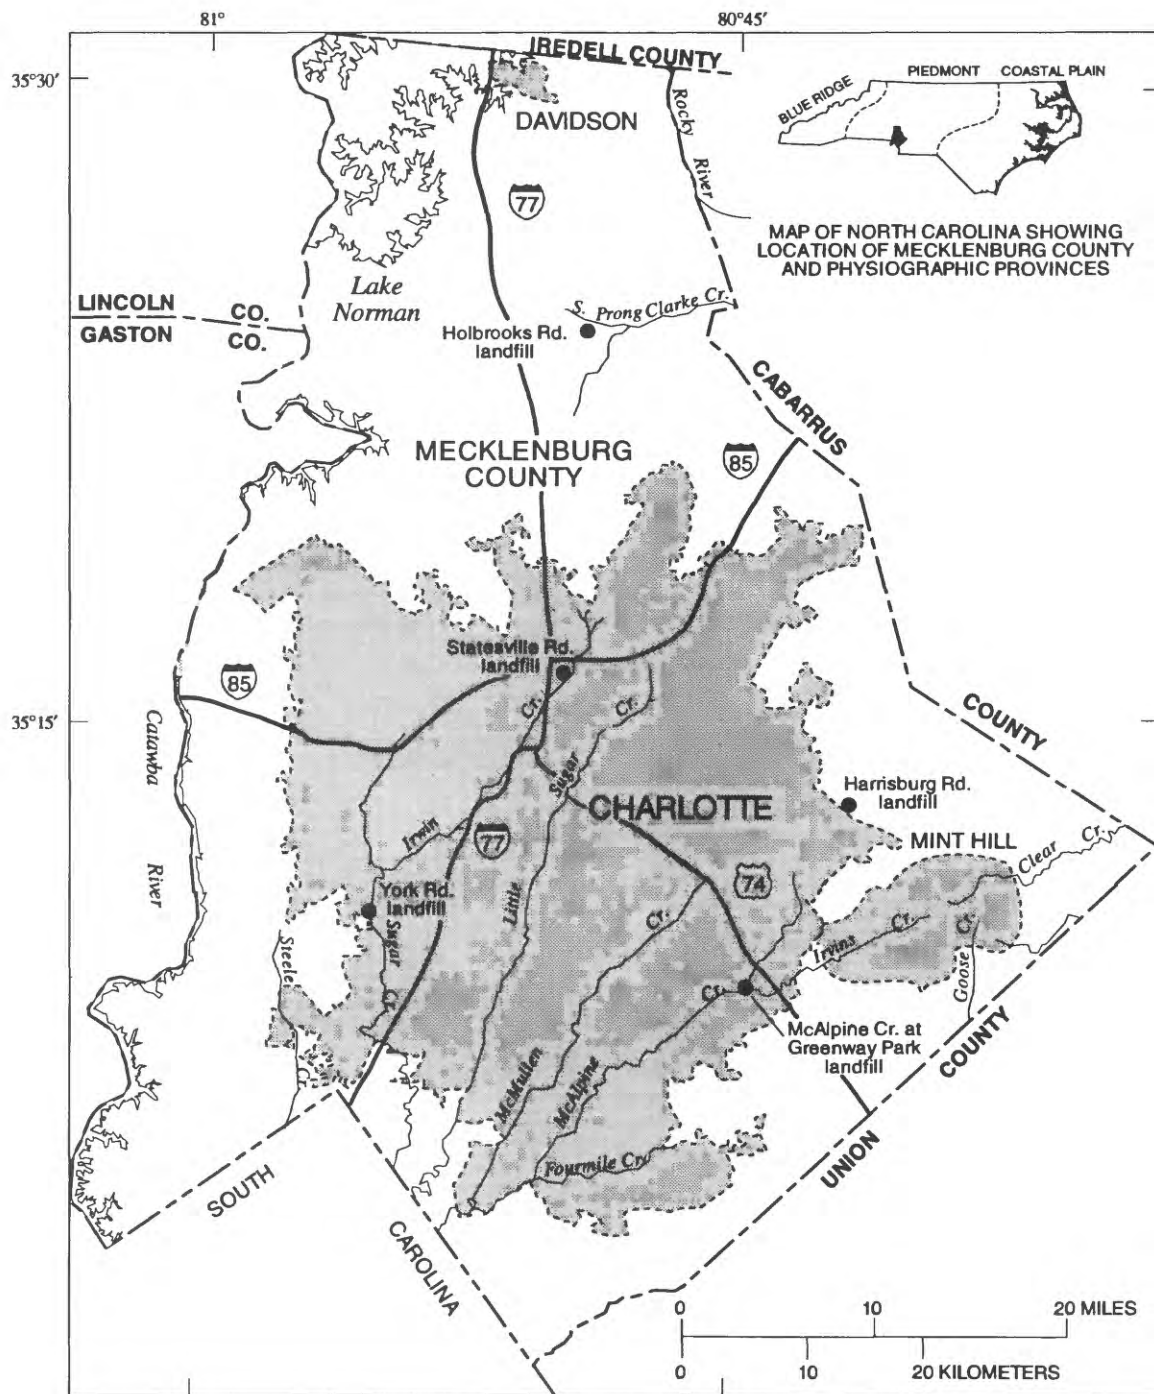 81°
80°45'
35°30'
IREDELL COUNTY
DAVIDSON
Rocky
River
77
BLUE RIDGE
PIEDMONT
COASTAL PLAIN
MAP OF NORTH CAROLINA SHOWING
LOCATION OF MECKLENBURG COUNTY
AND PHYSIOGRAPHIC PROVINCES
Lake
Norman
LINCOLN CO.
GASTON CO.
S. Prong Clarke Cr.
Holbrooks Rd.
landfill
CABARRUS
MECKLENBURG
COUNTY
85
Statesville Rd.
landfill
85
35°15'
Cr.
Cr.
COUNTY
Catawba
River
Sugar
Harrisburg Rd.
landfill
CHARLOTTE
Irwin
77
MINT HILL
Clear Cr.
74
York Rd.
landfill
Little
Cr.
Sugar
Cr.
Irvins Cr.
Cr.
Goose
Steele
Cr.
Cr.
McAlpine Cr. at
Greenway Park
landfill
COUNTY
McMullen
McAlpine
Fourmile Cr.
UNION
SOUTH
CAROLINA
0 10 20 MILES
0 10 20 KILOMETERS